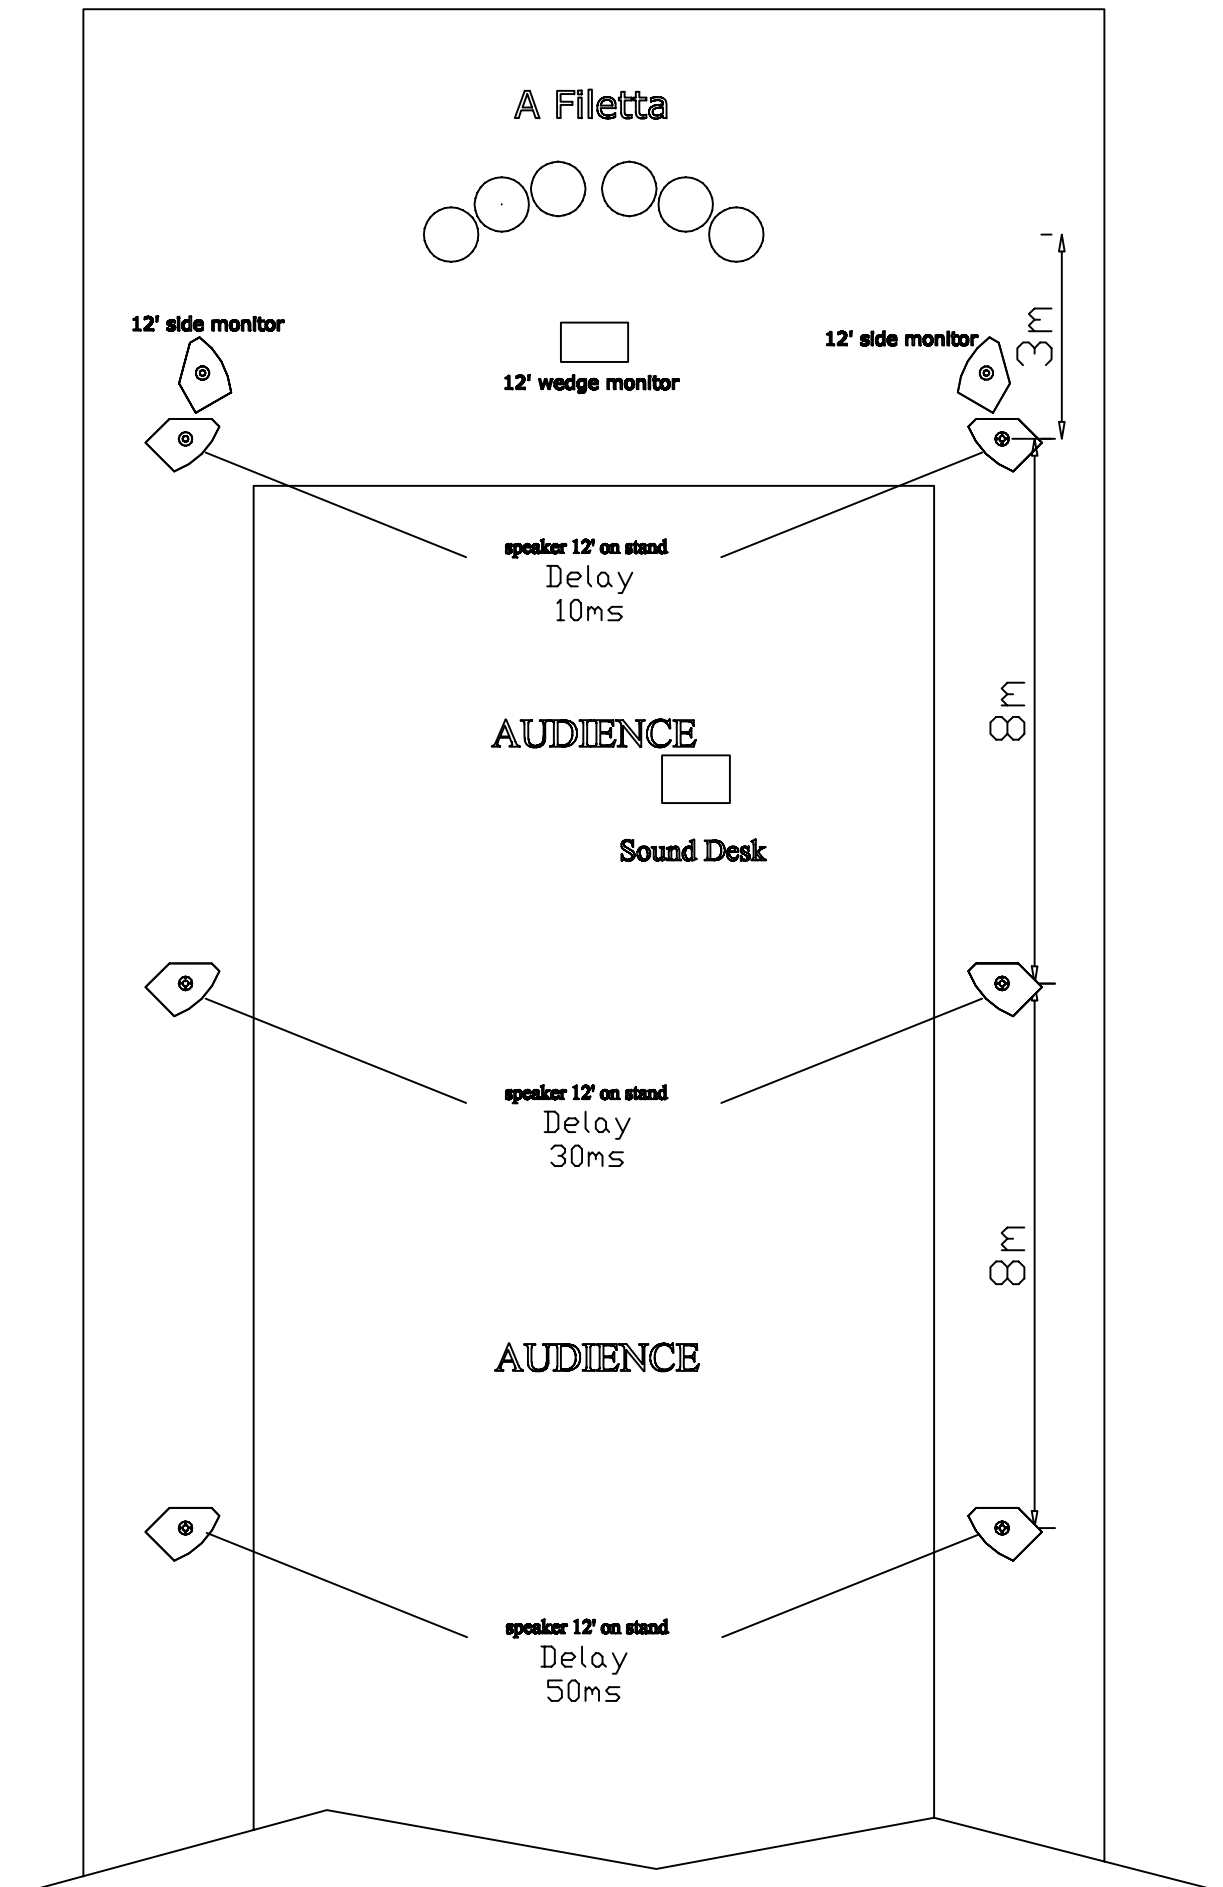 A Filetta
12' side monitor
12' side monitor
3m
12' wedge monitor
speaker 12' on stand
Delay
10ms
8m
AUDIENCE
Sound Desk
speaker 12' on stand
Delay
30ms
8m
AUDIENCE
speaker 12' on stand
Delay
50ms